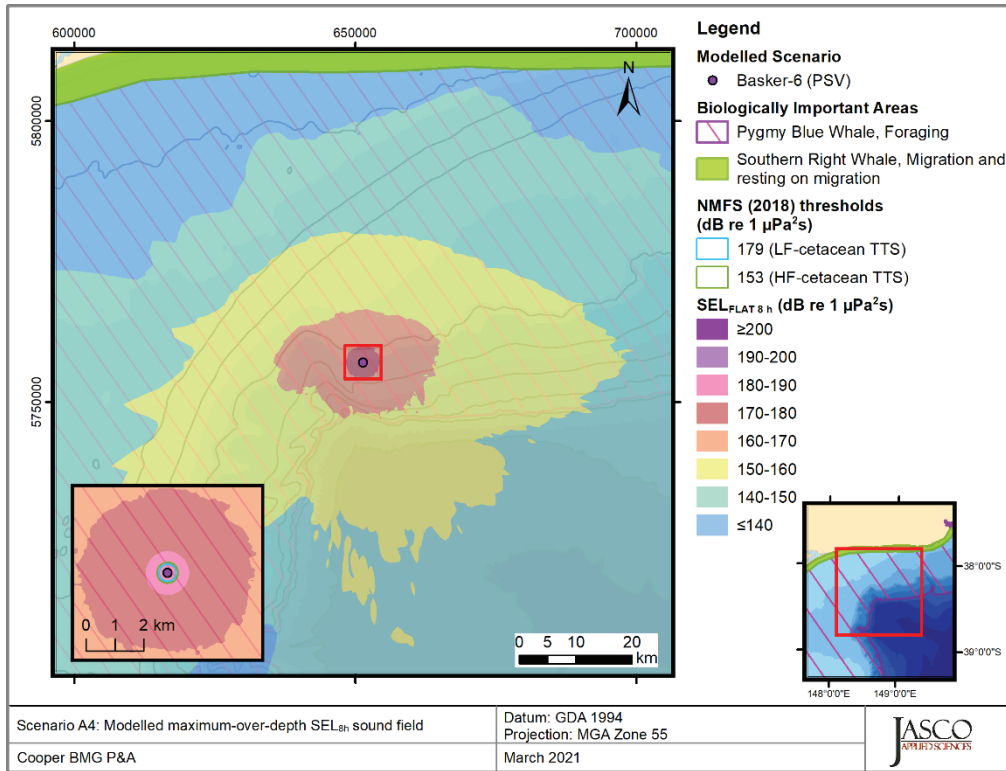 600000
650000
700000
5800000
5750000
N
0 1 2 km
0 5 10 20
km
Legend
Modelled Scenario
Basker-6 (PSV)
Biologically Important Areas
Pygmy Blue Whale, Foraging
Southern Right Whale, Migration and
resting on migration
NMFS (2018) thresholds
(dB re 1 µPa²s)
179 (LF-cetacean TTS)
153 (HF-cetacean TTS)
SEL_FLAT 8 h (dB re 1 µPa²s)
≥200
190-200
180-190
170-180
160-170
150-160
140-150
≤140
38°0'0"S
39°0'0"S
148°0'0"E 149°0'0"E
Scenario A4: Modelled maximum-over-depth SEL8h sound field
Datum: GDA 1994
Projection: MGA Zone 55
Cooper BMG P&A
March 2021
JASCO
APPLIED SCIENCES